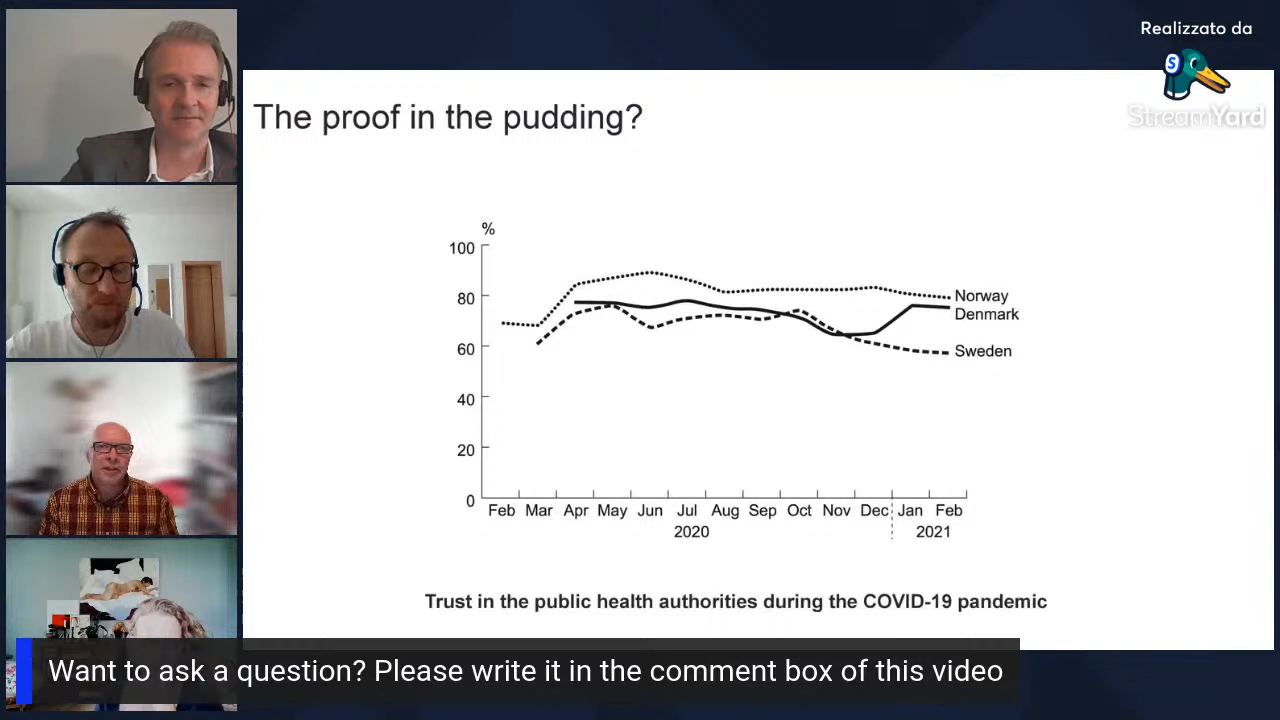 Realizzato da
S
StreamYard
The proof in the pudding?
%
100
80
60
40
20
0
Norway
Denmark
Sweden
Feb Mar Apr May Jun Jul Aug Sep Oct Nov Dec Jan Feb
2020 2021
Trust in the public health authorities during the COVID-19 pandemic
Want to ask a question? Please write it in the comment box of this video